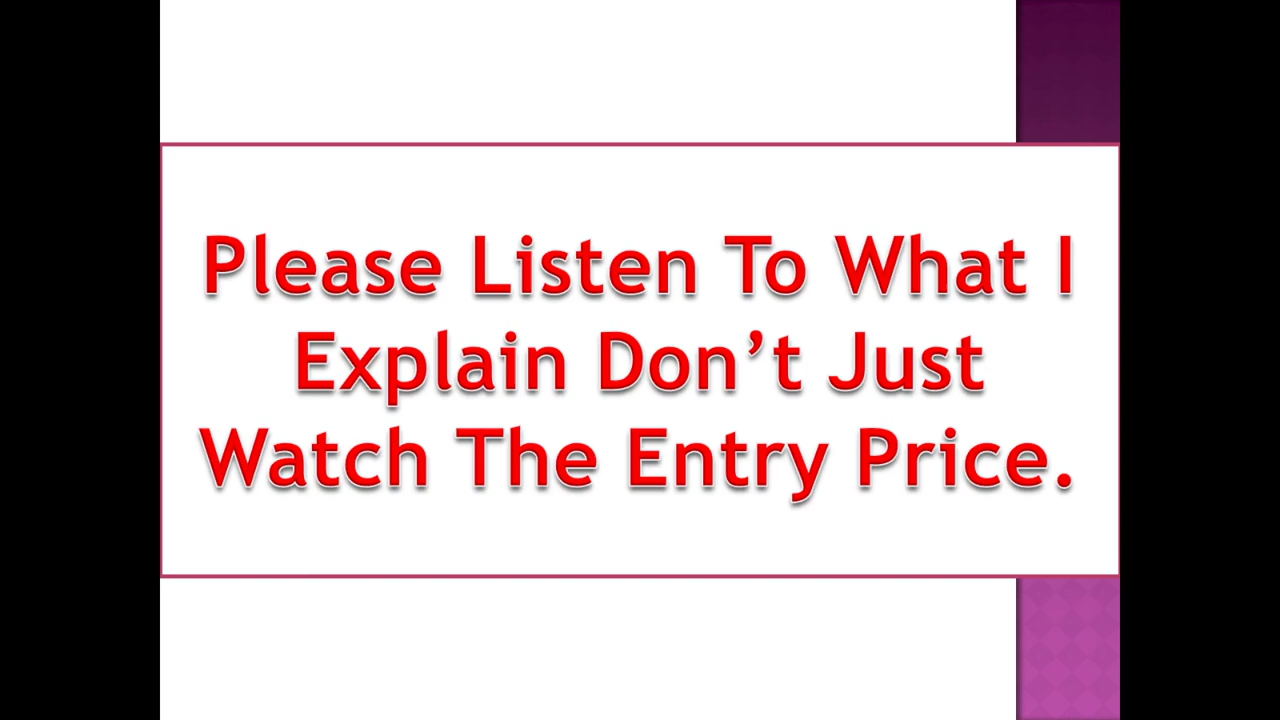 Please Listen To What I
Explain Don’t Just
Watch The Entry Price.